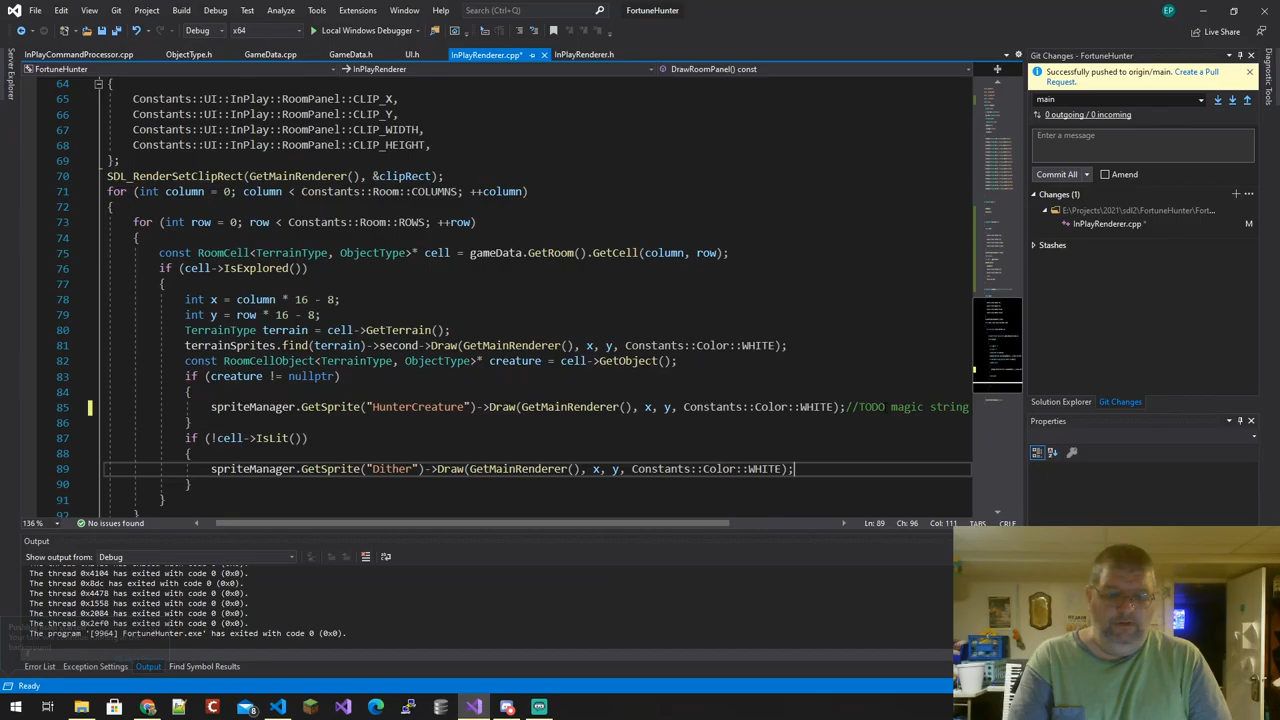 File Edit View Git Project Build Debug Test Analyze Tools Extensions Window Help Search (Ctrl+Q) FortuneHunter EP
Debug x64 Local Windows Debugger Live Share
InPlayCommandProcessor.cpp ObjectType.h GameData.cpp GameData.h UI.h InPlayRenderer.cpp* InPlayRenderer.h
FortuneHunter InPlayRenderer DrawRoomPanel() const
Server Explorer
Diagnostic Tools
64 {
65 Constants::UI::InPlay::RoomPanel::CLIP_X,
66 Constants::UI::InPlay::RoomPanel::CLIP_Y,
67 Constants::UI::InPlay::RoomPanel::CLIP_WIDTH,
68 Constants::UI::InPlay::RoomPanel::CLIP_HEIGHT,
69 };
70 SDL_RenderSetClipRect(GetMainRenderer(), &clipRect);
71 for (int column = 0; column < Constants::Room::COLUMNS; ++column)
72 {
73 for (int row = 0; row < Constants::Room::ROWS; ++row)
74 {
75 const RoomCell<TerrainType, ObjectType>* cell = gameData.GetRoom().GetCell(column, row);
76 if (cell->IsExplored())
77 {
78 int x = column * 16 - 8;
79 int y = row * 13 - 8;
80 TerrainType terrain = cell->GetTerrain();
81 terrainSprites.find(terrain)->second->Draw(GetMainRenderer(), x, y, Constants::Color::WHITE);
82 const RoomCellObject<TerrainType, ObjectType>* creature = cell->GetObject();
83 if (creature != nullptr)
84 {
85 spriteManager.GetSprite("HunterCreature")->Draw(GetMainRenderer(), x, y, Constants::Color::WHITE);//TODO magic string
86 }
87 if (!cell->IsLit())
88 {
89 spriteManager.GetSprite("Dither")->Draw(GetMainRenderer(), x, y, Constants::Color::WHITE);
90 }
91 }
92 }
136 % No issues found Ln: 89 Ch: 96 Col: 111 TABS CRLF
Output
Show output from: Debug
The thread 0x4104 has exited with code 0 (0x0).
The thread 0x8dc has exited with code 0 (0x0).
The thread 0x4478 has exited with code 0 (0x0).
The thread 0x1558 has exited with code 0 (0x0).
The thread 0x2084 has exited with code 0 (0x0).
The thread 0x2ef0 has exited with code 0 (0x0).
The program '[9964] FortuneHunter.exe' has exited with code 0 (0x0).
Error List Exception Settings Output Find Symbol Results
Ready
Git Changes - FortuneHunter
Successfully pushed to origin/main. Create a Pull
Request.
main
0 outgoing / 0 incoming
Enter a message
Commit All Amend
Changes (1)
E:\Projects\2021\sdl2\FortuneHunter\Fort...
InPlayRenderer.cpp M
Stashes
Solution Explorer Git Changes
Properties